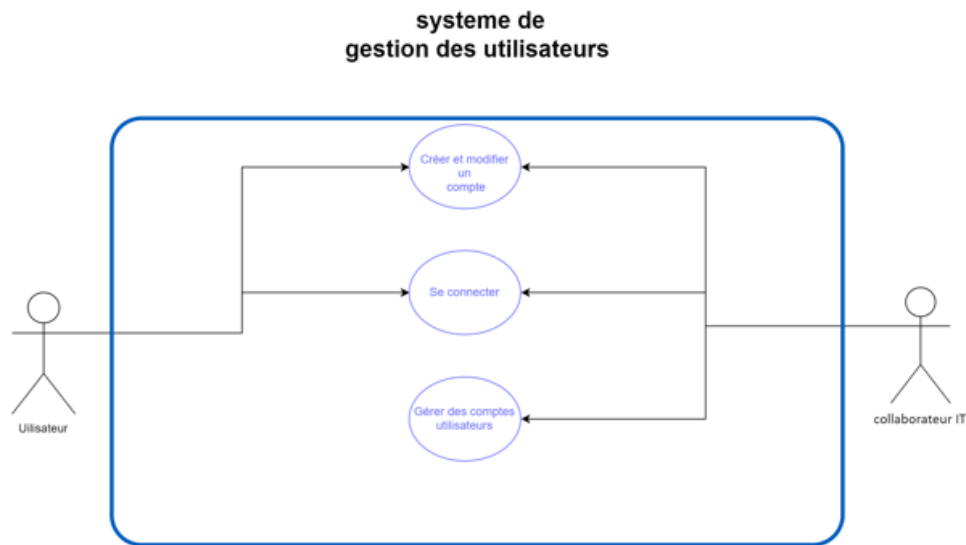 systeme de
gestion des utilisateurs
Créer et modifier
un
compte
Se connecter
Gérer des comptes
utilisateurs
Uilisateur
collaborateur IT